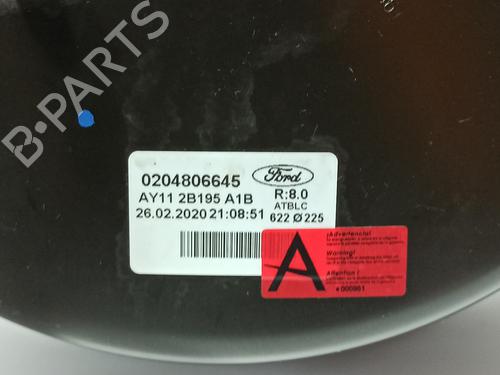 B-PARTS
0204806645
Ford
AY11 2B195 A1B
R:8.0
ATBLC
26.02.2020 21:08:51
622 Ø 225
A
¡Advertencia!
Warning!
Attention !